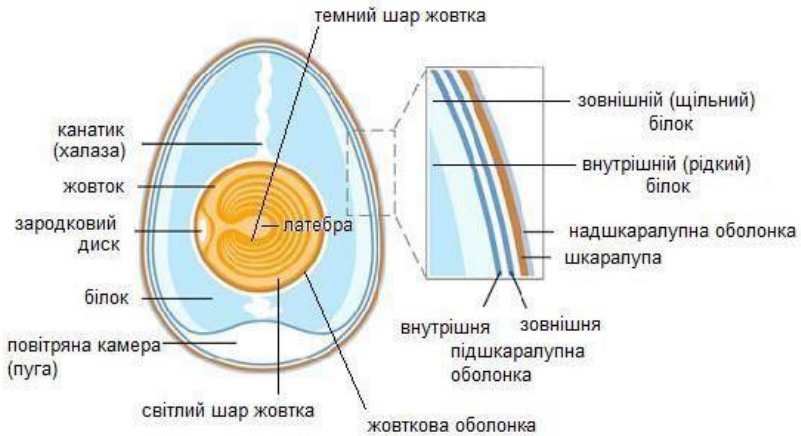 темний шар жовтка
канатик
(халаза)
жовток
зародковий
диск
латебра
білок
повітряна камера
(пуга)
світлий шар жовтка
жовткова оболонка
зовнішній (щільний)
білок
внутрішній (рідкий)
білок
надшкаралупна оболонка
шкаралупа
внутрішня зовнішня
підшкаралупна
оболонка